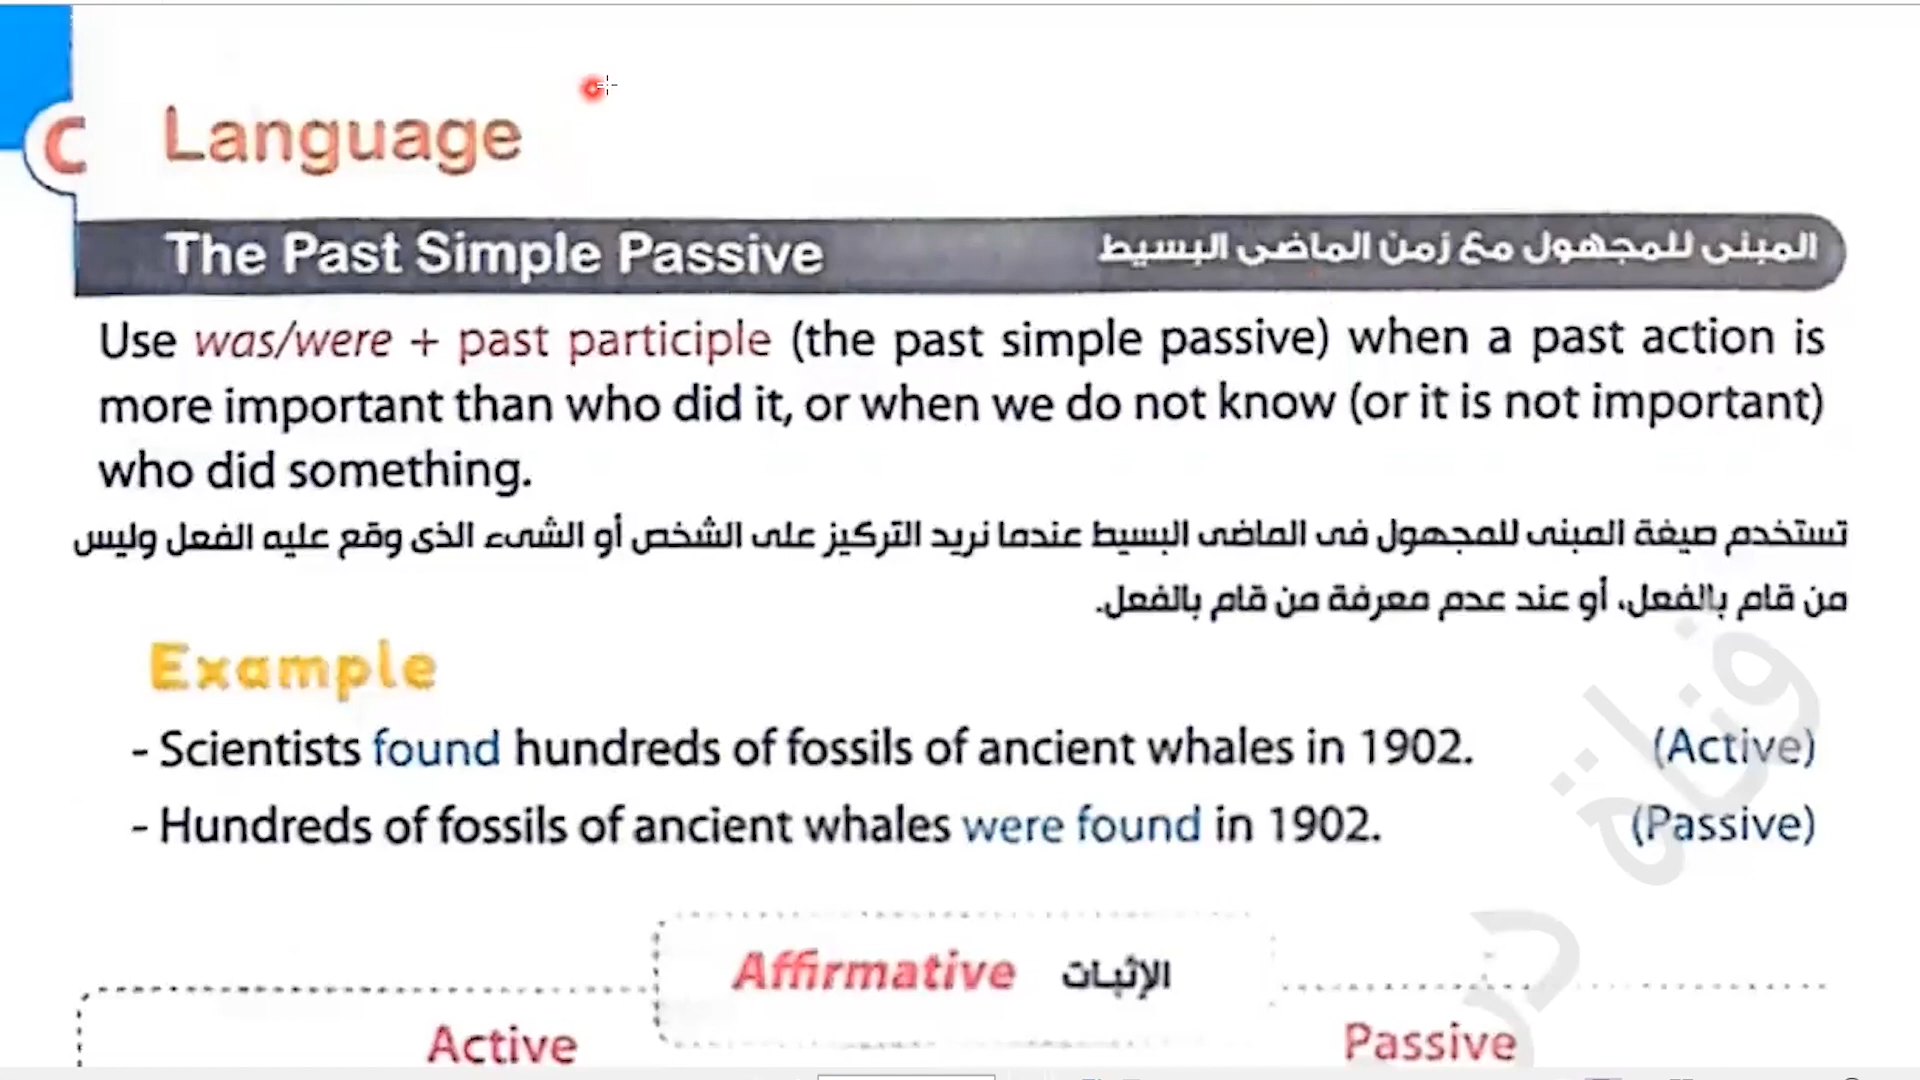 C Language
The Past Simple Passive المبنى للمجهول مع زمن الماضى البسيط
Use was/were + past participle (the past simple passive) when a past action is
more important than who did it, or when we do not know (or it is not important)
who did something.
تستخدم صيغة المبنى للمجهول فى الماضى البسيط عندما نريد التركيز على الشخص أو الشىء الذى وقع عليه الفعل وليس
من قام بالفعل، أو عند عدم معرفة من قام بالفعل.
Example
- Scientists found hundreds of fossils of ancient whales in 1902. (Active)
- Hundreds of fossils of ancient whales were found in 1902. (Passive)
Affirmative الإثبات
Active Passive
قناة